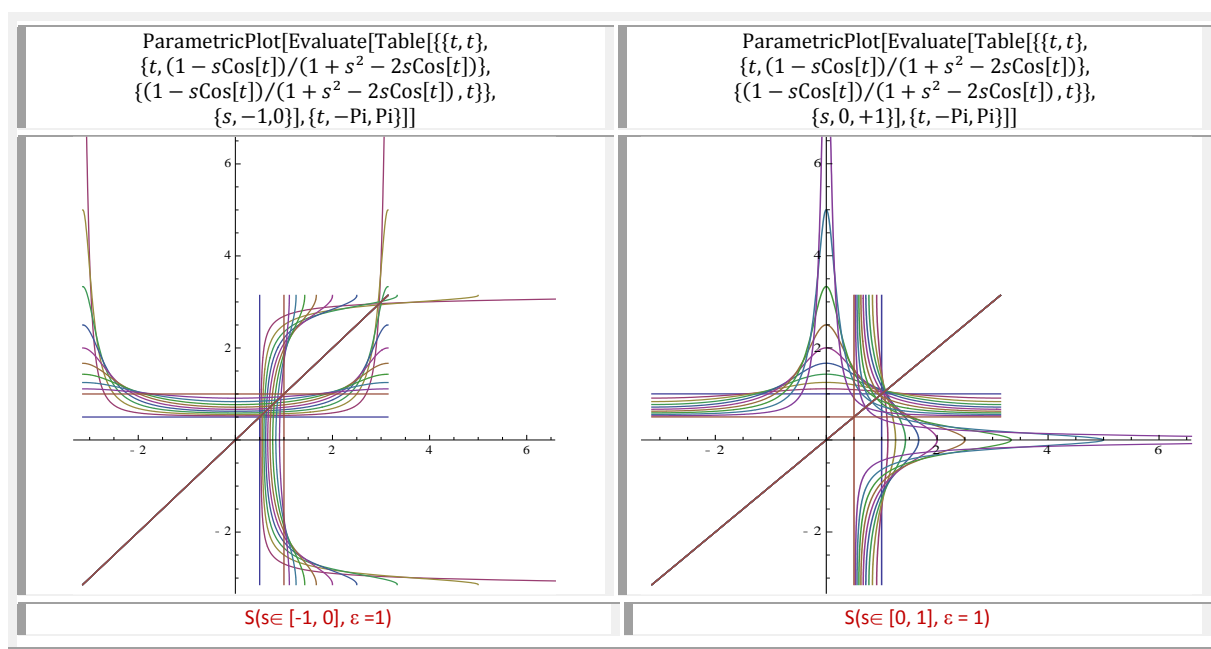 ParametricPlot[Evaluate[Table[{{t, t},
{t, (1 − sCos[t])/(1 + s² − 2sCos[t])},
{(1 − sCos[t])/(1 + s² − 2sCos[t]), t}},
{s, −1,0}], {t, −Pi, Pi}]]
ParametricPlot[Evaluate[Table[{{t, t},
{t, (1 − sCos[t])/(1 + s² − 2sCos[t])},
{(1 − sCos[t])/(1 + s² − 2sCos[t]), t}},
{s, 0, +1}], {t, −Pi, Pi}]]
6
4
2
- 2
2
4
6
- 2
6
4
2
- 2
2
4
6
- 2
S(s∈ [-1, 0], ε =1)
S(s∈ [0, 1], ε = 1)